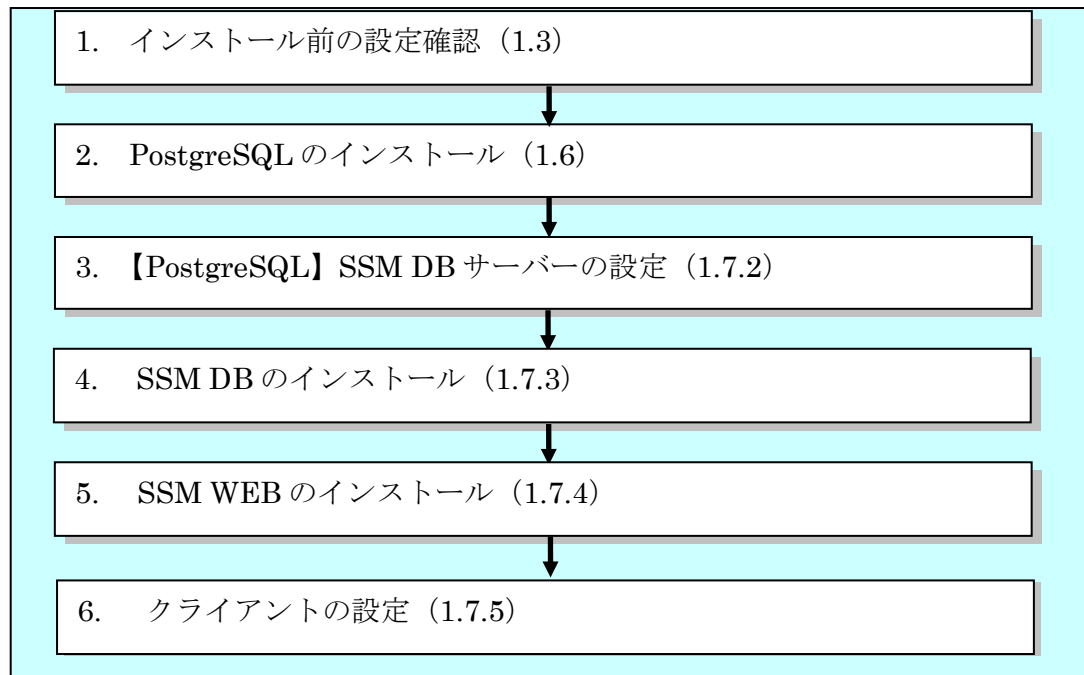 1. インストール前の設定確認（1.3）
2. PostgreSQL のインストール（1.6）
3. 【PostgreSQL】SSM DB サーバーの設定（1.7.2）
4. SSM DB のインストール（1.7.3）
5. SSM WEB のインストール（1.7.4）
6. クライアントの設定（1.7.5）